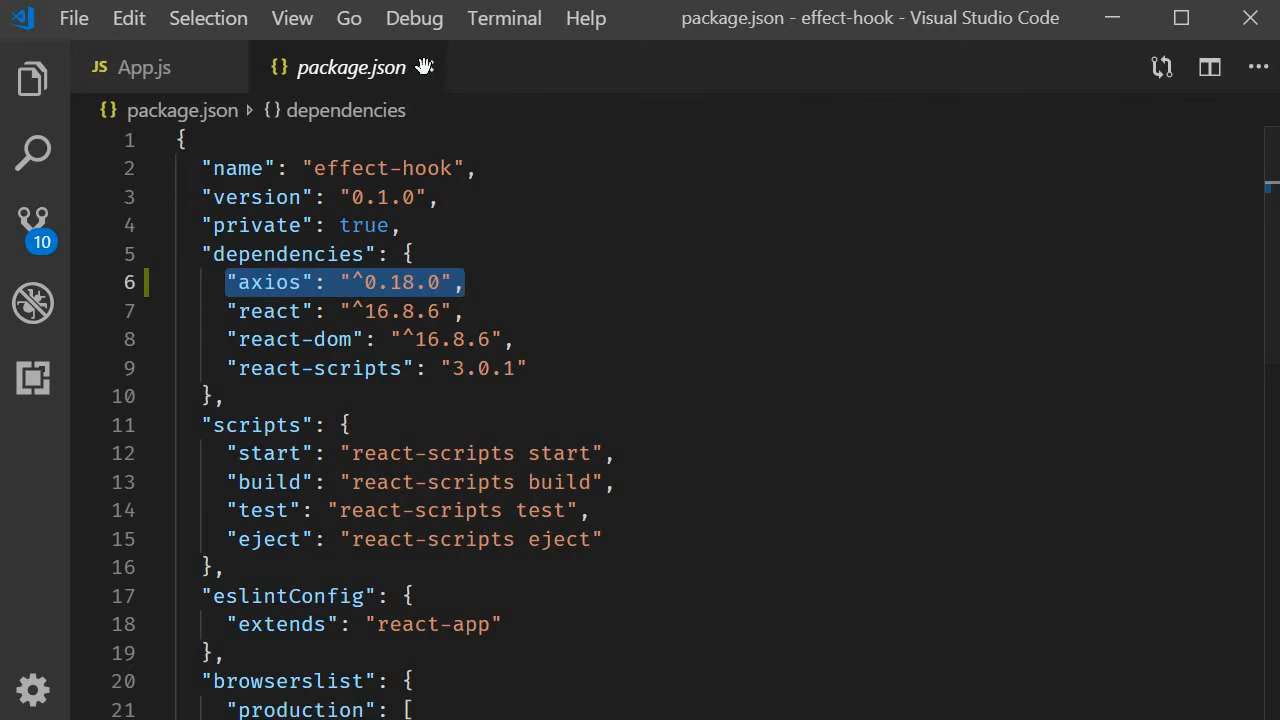 File Edit Selection View Go Debug Terminal Help package.json - effect-hook - Visual Studio Code
JS App.js {} package.json
{} package.json {} dependencies
1 {
2 "name": "effect-hook",
3 "version": "0.1.0",
4 "private": true,
5 "dependencies": {
6 "axios": "^0.18.0",
7 "react": "^16.8.6",
8 "react-dom": "^16.8.6",
9 "react-scripts": "3.0.1"
10 },
11 "scripts": {
12 "start": "react-scripts start",
13 "build": "react-scripts build",
14 "test": "react-scripts test",
15 "eject": "react-scripts eject"
16 },
17 "eslintConfig": {
18 "extends": "react-app"
19 },
20 "browserslist": {
21 "production": [
10